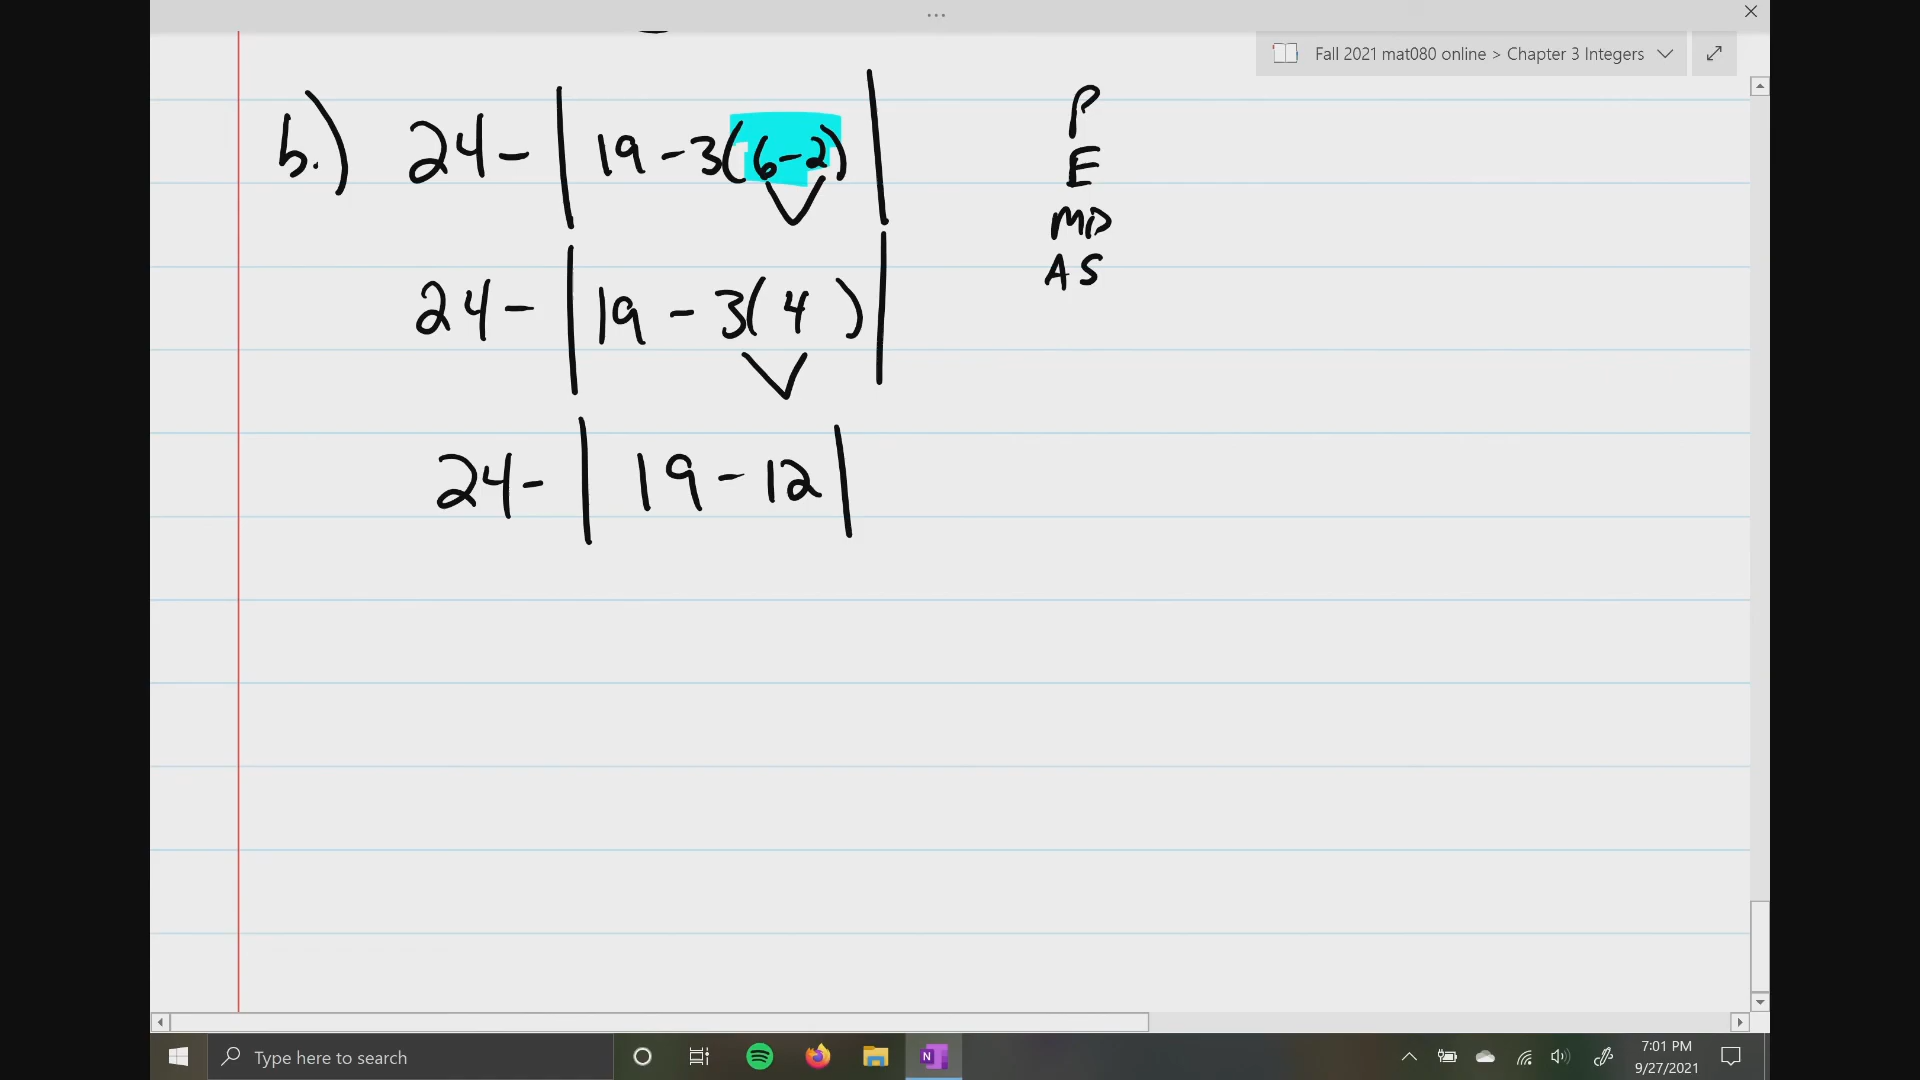 Fall 2021 mat080 online > Chapter 3 Integers
b.) 24 - | 19 - 3(6 - 2) |
24 - | 19 - 3( 4 ) |
24 - | 19 - 12 |
P
E
MD
AS
Type here to search
7:01 PM
9/27/2021